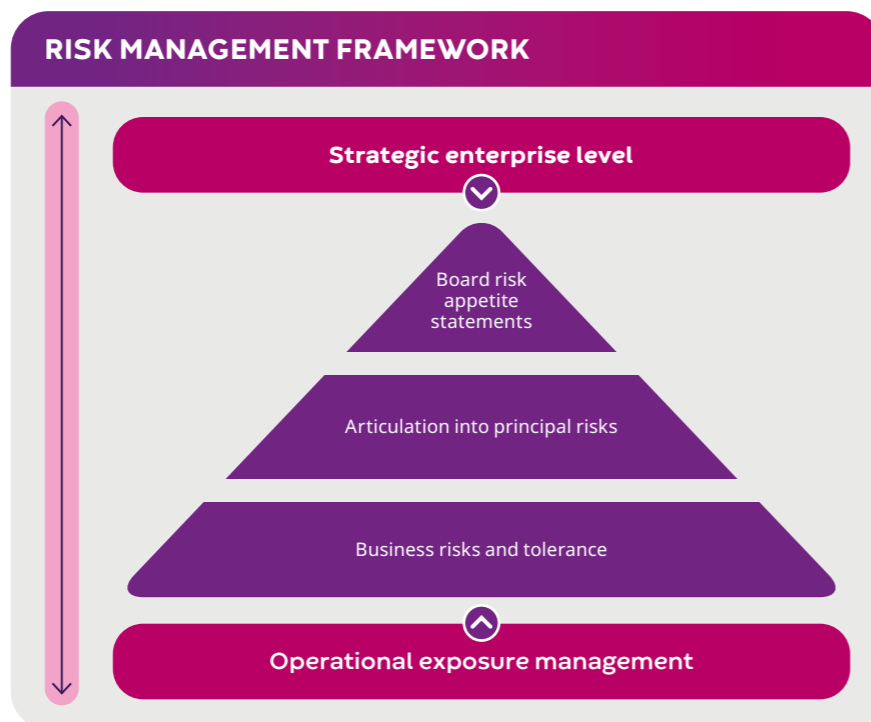 RISK MANAGEMENT FRAMEWORK
Strategic enterprise level
Board risk
appetite
statements
Articulation into principal risks
Business risks and tolerance
Operational exposure management